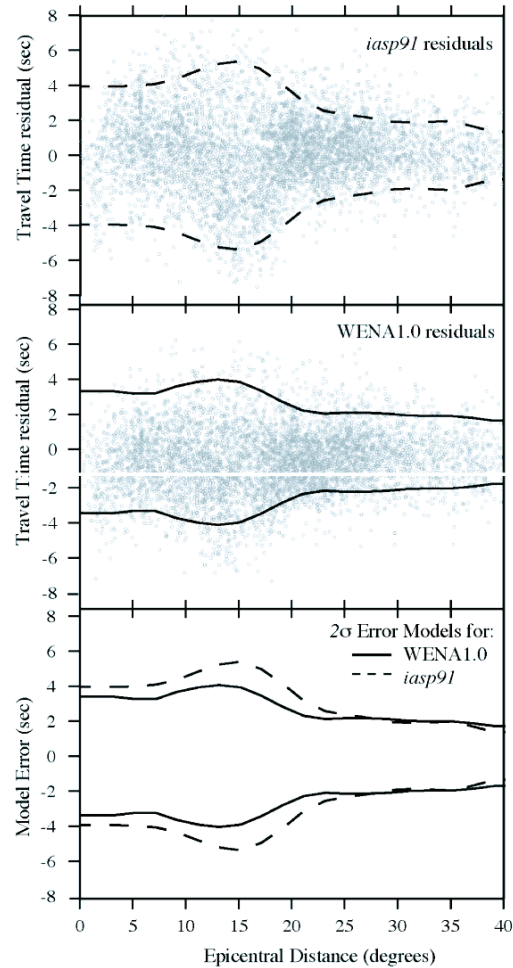 8
6
4
2
0
-2
-4
-6
-8
Travel Time residual (sec)
iasp91 residuals
8
6
4
2
0
-2
-4
-6
-8
Travel Time residual (sec)
WENA1.0 residuals
8
6
4
2
0
-2
-4
-6
-8
Model Error (sec)
2σ Error Models for:
WENA1.0
iasp91
0 5 10 15 20 25 30 35 40
Epicentral Distance (degrees)